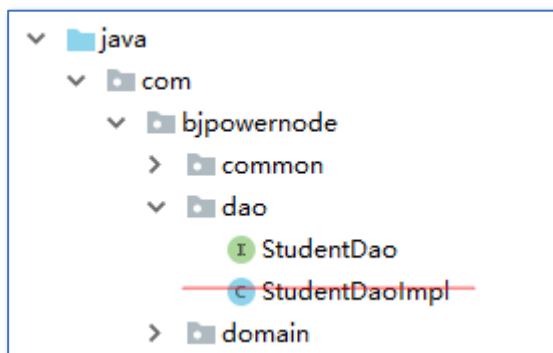 java
com
bjpowernode
common
dao
I StudentDao
C StudentDaoImpl
domain